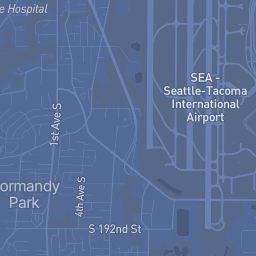 Hospital
SEA -
Seattle-Tacoma
International
Airport
1st Ave S
ormandy
Park
4th Ave S
S 192nd St